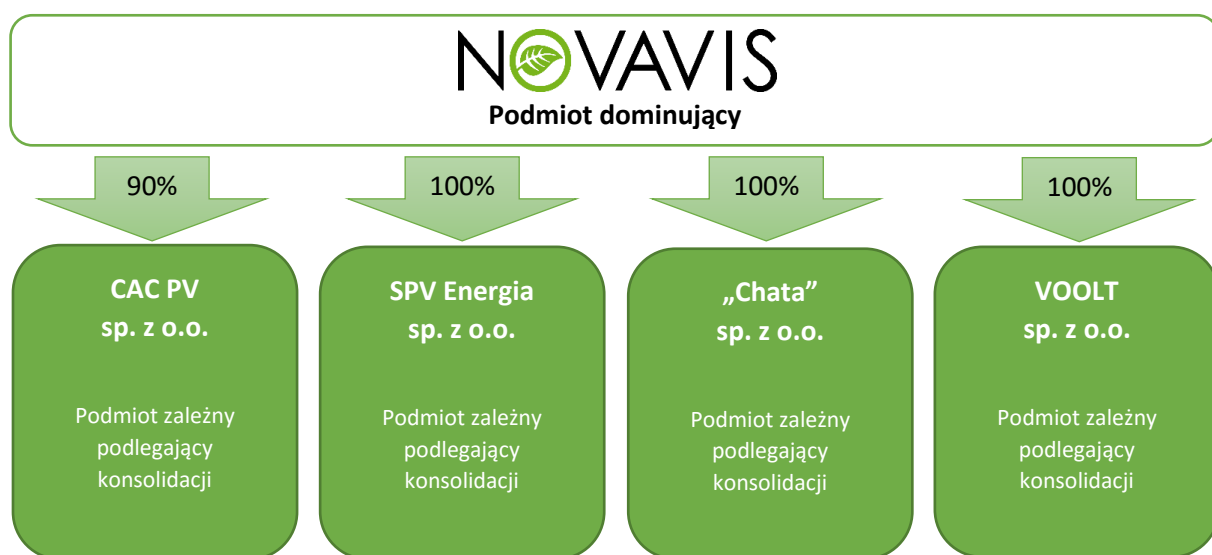 NOVAVIS
Podmiot dominujący
90%
100%
100%
100%
CAC PV
sp. z o.o.
Podmiot zależny
podlegający
konsolidacji
SPV Energia
sp. z o.o.
Podmiot zależny
podlegający
konsolidacji
„Chata”
sp. z o.o.
Podmiot zależny
podlegający
konsolidacji
VOOLT
sp. z o.o.
Podmiot zależny
podlegający
konsolidacji